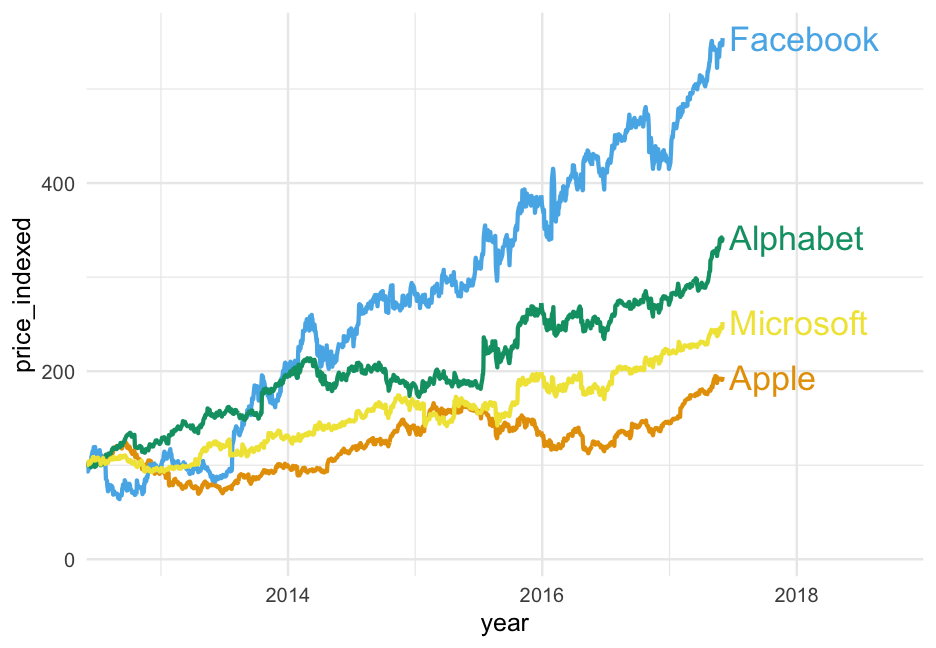 Facebook
400
Alphabet
Microsoft
200
Apple
0
2014 2016 2018
year
price_indexed